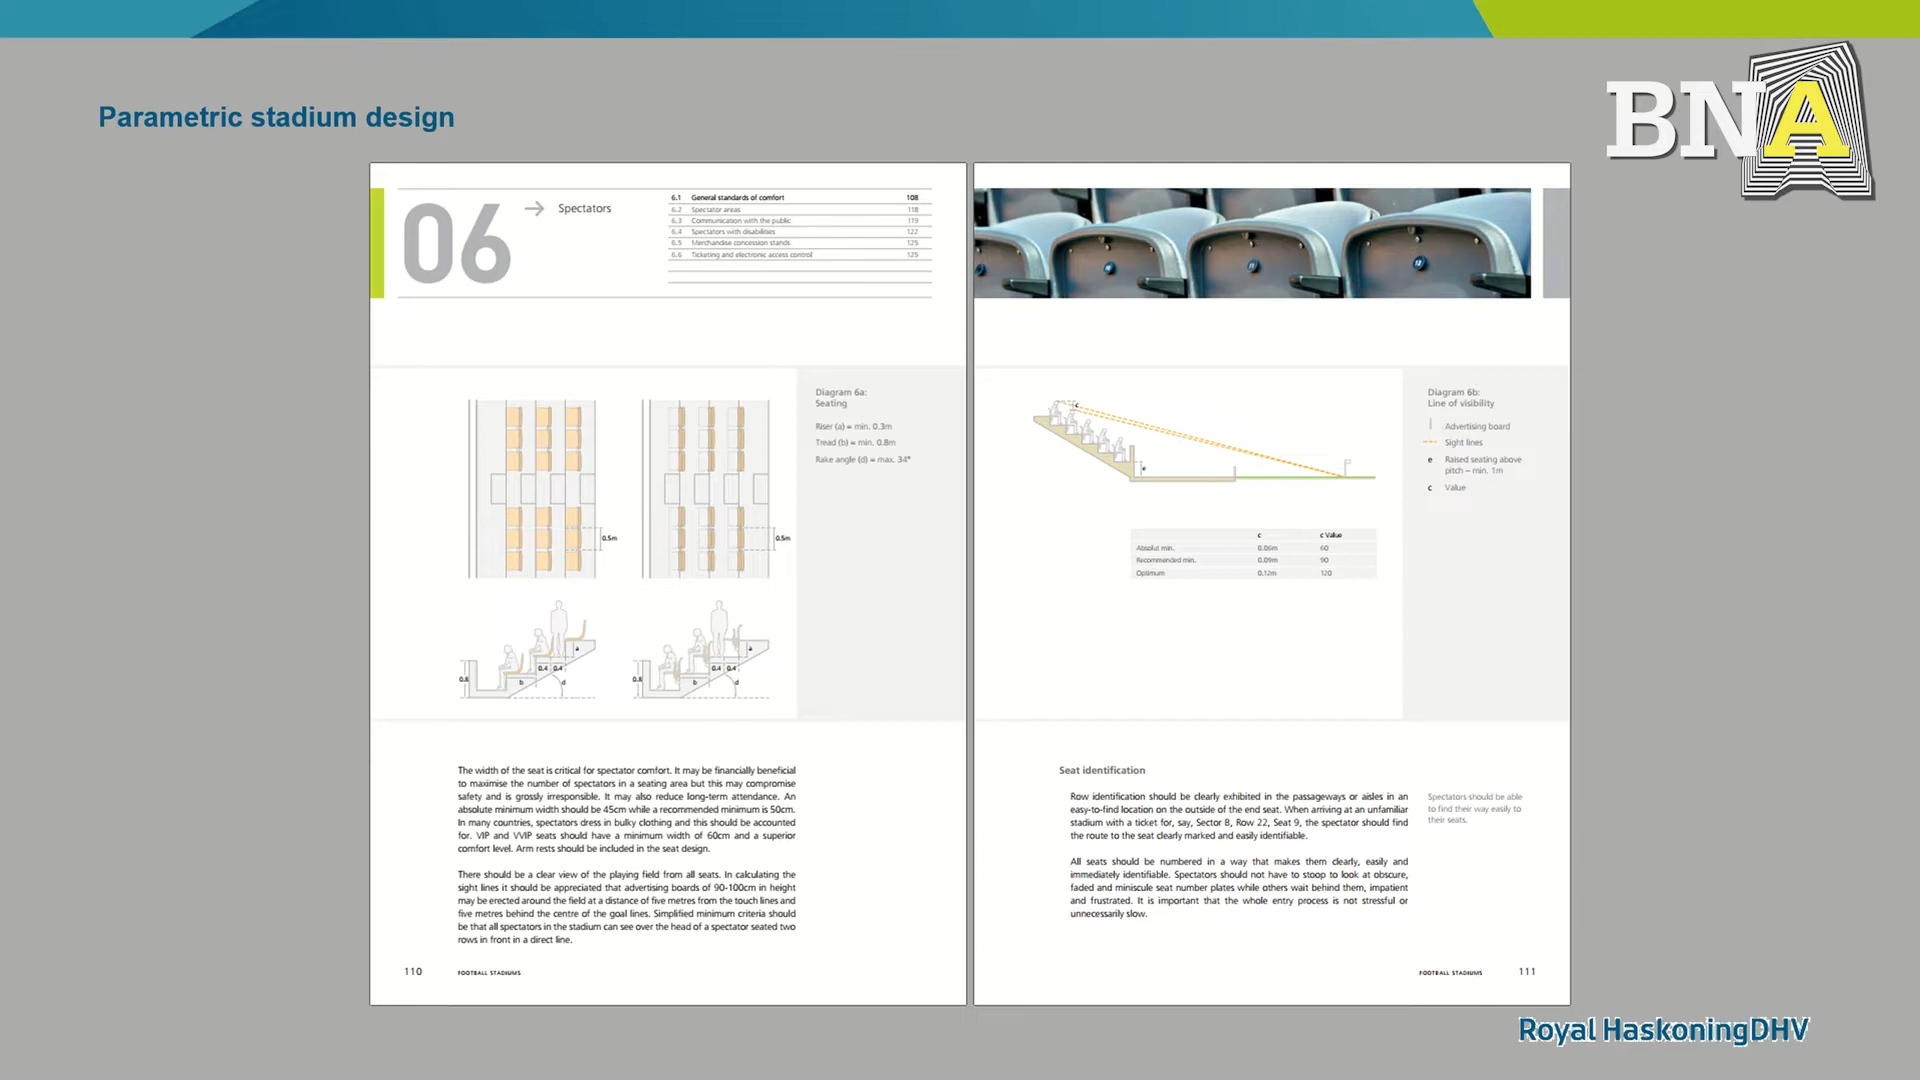 Parametric stadium design
BNA
06
Spectators
6.1 General standards of comfort 108
6.2 Spectator areas 118
6.3 Communication with the public 119
6.4 Spectators with disabilities 122
6.5 Merchandise concession stands 125
6.6 Ticketing and electronic access control 125
Diagram 6a:
Seating
Riser (a) = min. 0.3m
Tread (b) = min. 0.8m
Rake angle (d) = max. 34°
0.5m
0.5m
a
0.4 0.4
0.8
b
d
a
0.4 0.4
0.8
b
d
The width of the seat is critical for spectator comfort. It may be financially beneficial
to maximise the number of spectators in a seating area but this may compromise
safety and is grossly irresponsible. It may also reduce long-term attendance. An
absolute minimum width should be 45cm while a recommended minimum is 50cm.
In many countries, spectators dress in bulky clothing and this should be accounted
for. VIP and VVIP seats should have a minimum width of 60cm and a superior
comfort level. Arm rests should be included in the seat design.
There should be a clear view of the playing field from all seats. In calculating the
sight lines it should be appreciated that advertising boards of 90-100cm in height
may be erected around the field at a distance of five metres from the touch lines and
five metres behind the centre of the goal lines. Simplified minimum criteria should
be that all spectators in the stadium can see over the head of a spectator seated two
rows in front in a direct line.
110 FOOTBALL STADIUMS
c
e
Diagram 6b:
Line of visibility
Advertising board
Sight lines
e Raised seating above
pitch – min. 1m
c Value
c c Value
Absolut min. 0.06m 60
Recommended min. 0.09m 90
Optimum 0.12m 120
Seat identification
Row identification should be clearly exhibited in the passageways or aisles in an
easy-to-find location on the outside of the end seat. When arriving at an unfamiliar
stadium with a ticket for, say, Sector B, Row 22, Seat 9, the spectator should find
the route to the seat clearly marked and easily identifiable.
All seats should be numbered in a way that makes them clearly, easily and
immediately identifiable. Spectators should not have to stoop to look at obscure,
faded and miniscule seat number plates while others wait behind them, impatient
and frustrated. It is important that the whole entry process is not stressful or
unnecessarily slow.
Spectators should be able
to find their way easily to
their seats.
FOOTBALL STADIUMS 111
Royal HaskoningDHV